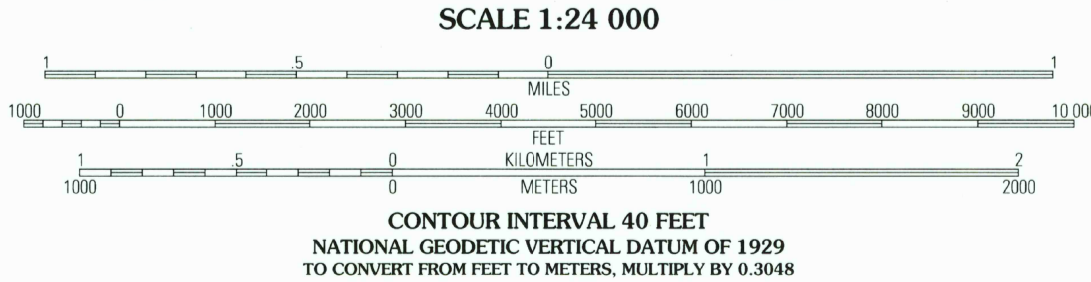 SCALE 1:24 000
1 .5 0 1
MILES
1000 0 1000 2000 3000 4000 5000 6000 7000 8000 9000 10 00
FEET
1 .5 0 KILOMETERS 1 2
1000 0 METERS 1000 2000
CONTOUR INTERVAL 40 FEET
NATIONAL GEODETIC VERTICAL DATUM OF 1929
TO CONVERT FROM FEET TO METERS, MULTIPLY BY 0.3048